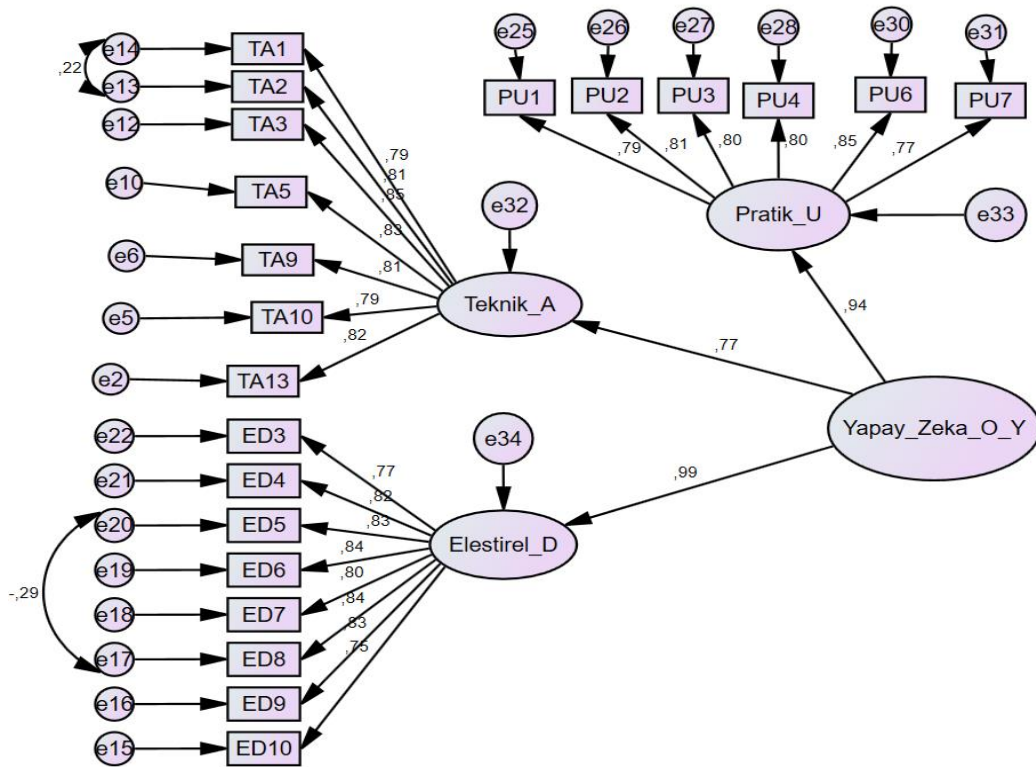 e14 TA1
,22
e13 TA2
e12 TA3
e10 TA5
e6 TA9
e5 TA10
e2 TA13
,79
,81
,85
,83
,81
,79
,82
e32
Teknik_A
e25 e26 e27 e28 e30 e31
PU1 PU2 PU3 PU4 PU6 PU7
,79 ,81 ,80 ,80 ,85 ,77
Pratik_U
e33
,94
,77
Yapay_Zeka_O_Y
,99
e22 ED3
e21 ED4
e20 ED5
e19 ED6
-,29
e18 ED7
e17 ED8
e16 ED9
e15 ED10
,77
,82
,83
,84
,80
,84
,83
,75
e34
Elestirel_D